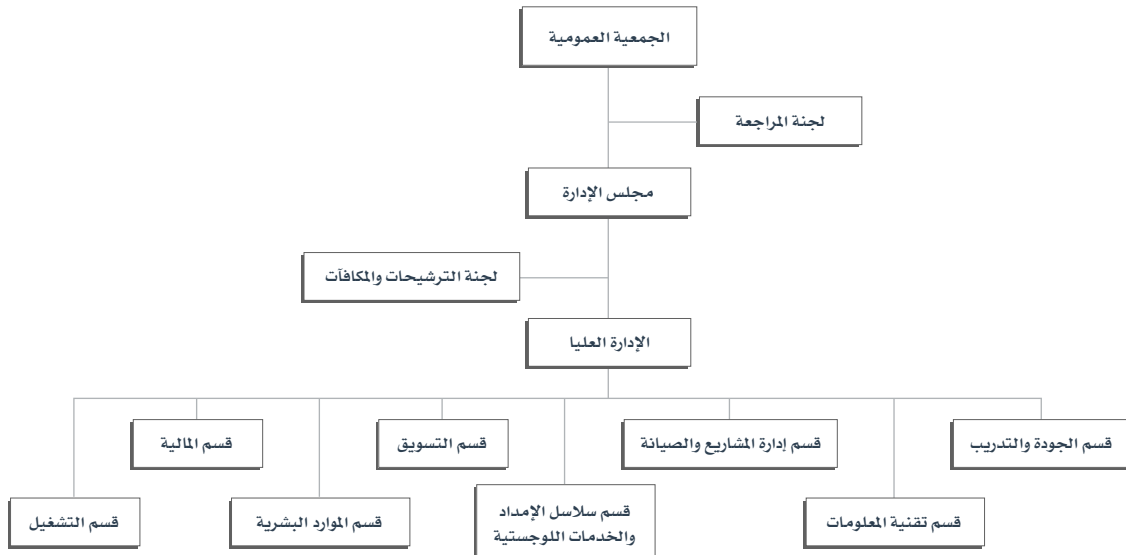 الجمعية العمومية
لجنة المراجعة
مجلس الإدارة
لجنة الترشيحات والمكافآت
الإدارة العليا
قسم الجودة والتدريب
قسم إدارة المشاريع والصيانة
قسم التسويق
قسم المالية
قسم تقنية المعلومات
قسم سلاسل الإمداد
والخدمات اللوجستية
قسم الموارد البشرية
قسم التشغيل